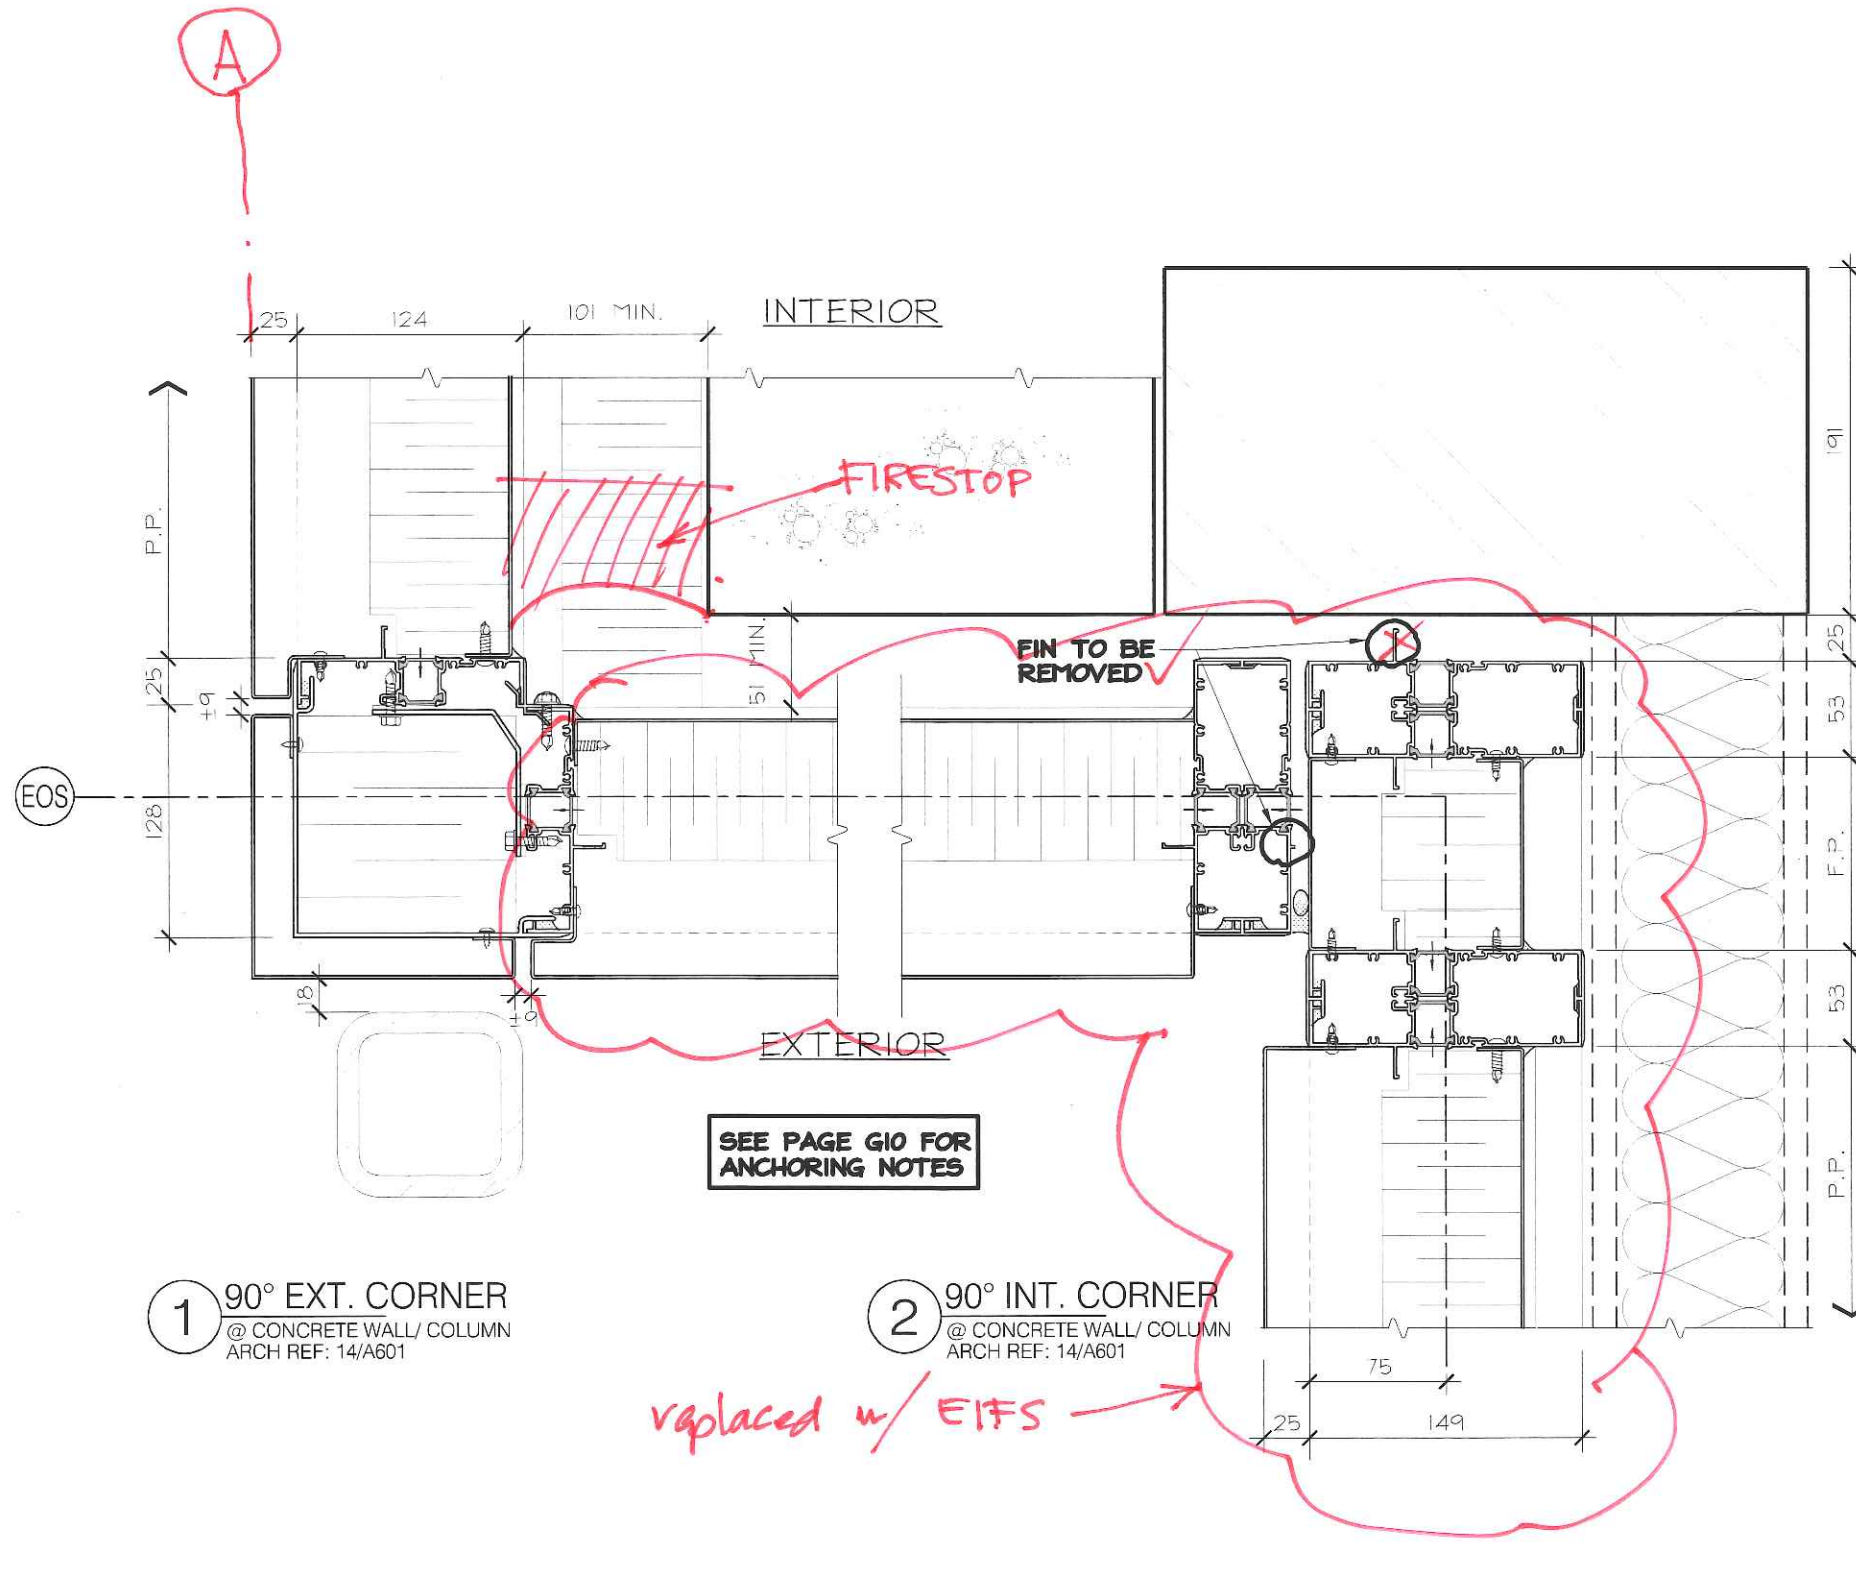 A
INTERIOR
25
124
101 MIN.
FIRESTOP
P.P.
25
±9
128
EOS
18
±9
51 MIN.
FIN TO BE
REMOVED
191
25
53
F.P.
53
P.P.
EXTERIOR
SEE PAGE G10 FOR
ANCHORING NOTES
1
90° EXT. CORNER
@ CONCRETE WALL/ COLUMN
ARCH REF: 14/A601
2
90° INT. CORNER
@ CONCRETE WALL/ COLUMN
ARCH REF: 14/A601
replaced w/ EIFS
75
25
149